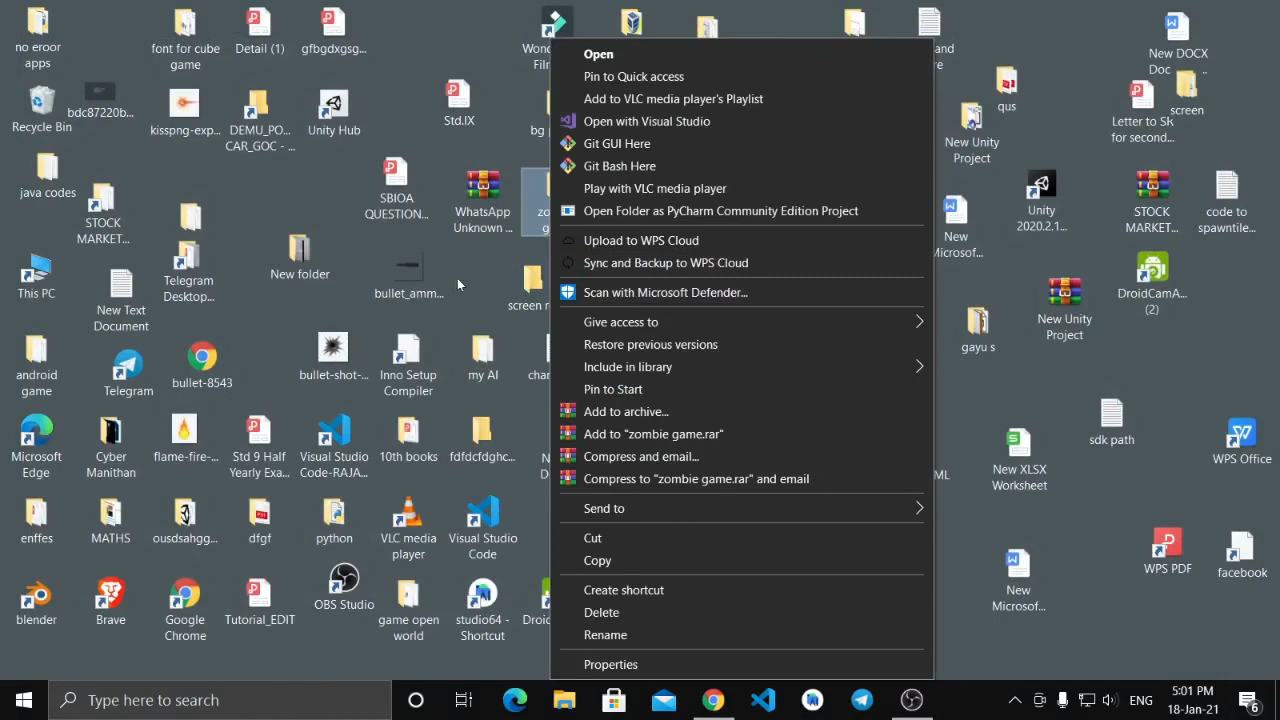 no eroor
apps
font for cube
game
Detail (1)
gfbgdxgsg...
New DOCX
Doc
bdc87220b...
Recycle Bin
kisspng-exp...
DEMU_PO...
CAR_GOC - ...
Unity Hub
Std.IX
qus
screen
Letter to Sk
for second...
New Unity
Project
java codes
STOCK
MARKET...
SBIOA
QUESTION...
WhatsApp
Unknown ...
New
Microsof...
Unity
2020.2.1...
STOCK
MARKET...
code to
spawntile...
This PC
New Text
Document
Telegram
Desktop...
New folder
bullet_amm...
New Unity
Project
DroidCamA...
(2)
gayu s
android
game
Telegram
bullet-8543
bullet-shot-...
Inno Setup
Compiler
my AI
sdk path
Microsoft
Edge
Cyber
Manithan
flame-fire-...
Std 9 Half
Yearly Exa...
Visual Studio
Code-RAJA...
10th books
fdfdcfdghc...
New XLSX
Worksheet
WPS Office
enffes
MATHS
ousdsahgg...
dfgf
python
VLC media
player
Visual Studio
Code
WPS PDF
facebook
blender
Brave
Google
Chrome
Tutorial_EDIT
OBS Studio
game open
world
studio64 -
Shortcut
New
Microsof...
Open
Pin to Quick access
Add to VLC media player's Playlist
Open with Visual Studio
Git GUI Here
Git Bash Here
Play with VLC media player
Open Folder as PyCharm Community Edition Project
Upload to WPS Cloud
Sync and Backup to WPS Cloud
Scan with Microsoft Defender...
Give access to
Restore previous versions
Include in library
Pin to Start
Add to archive...
Add to "zombie game.rar"
Compress and email...
Compress to "zombie game.rar" and email
Send to
Cut
Copy
Create shortcut
Delete
Rename
Properties
Type here to search
ENG
5:01 PM
18-Jan-21
6